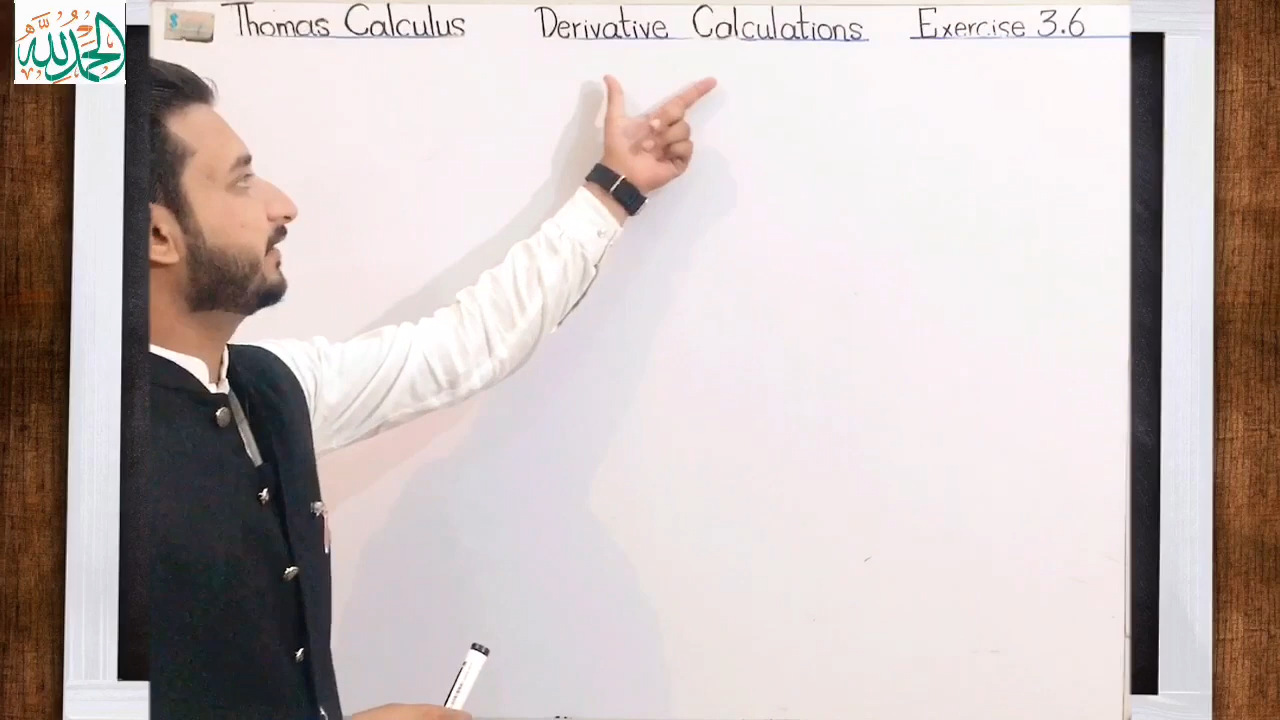 الحمد لله
Thomas Calculus Derivative Calculations Exercise 3.6